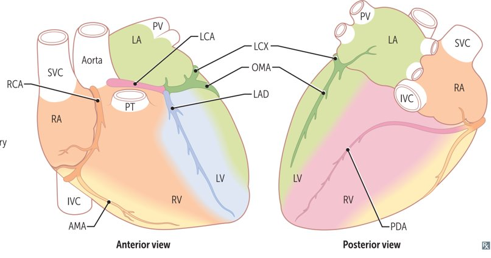 PV
LA
LCA
Aorta
SVC
RCA
PT
RA
LCX
OMA
LAD
LV
RV
IVC
AMA
Anterior view
PV
LA
SVC
IVC
RA
LV
RV
PDA
Posterior view
ry